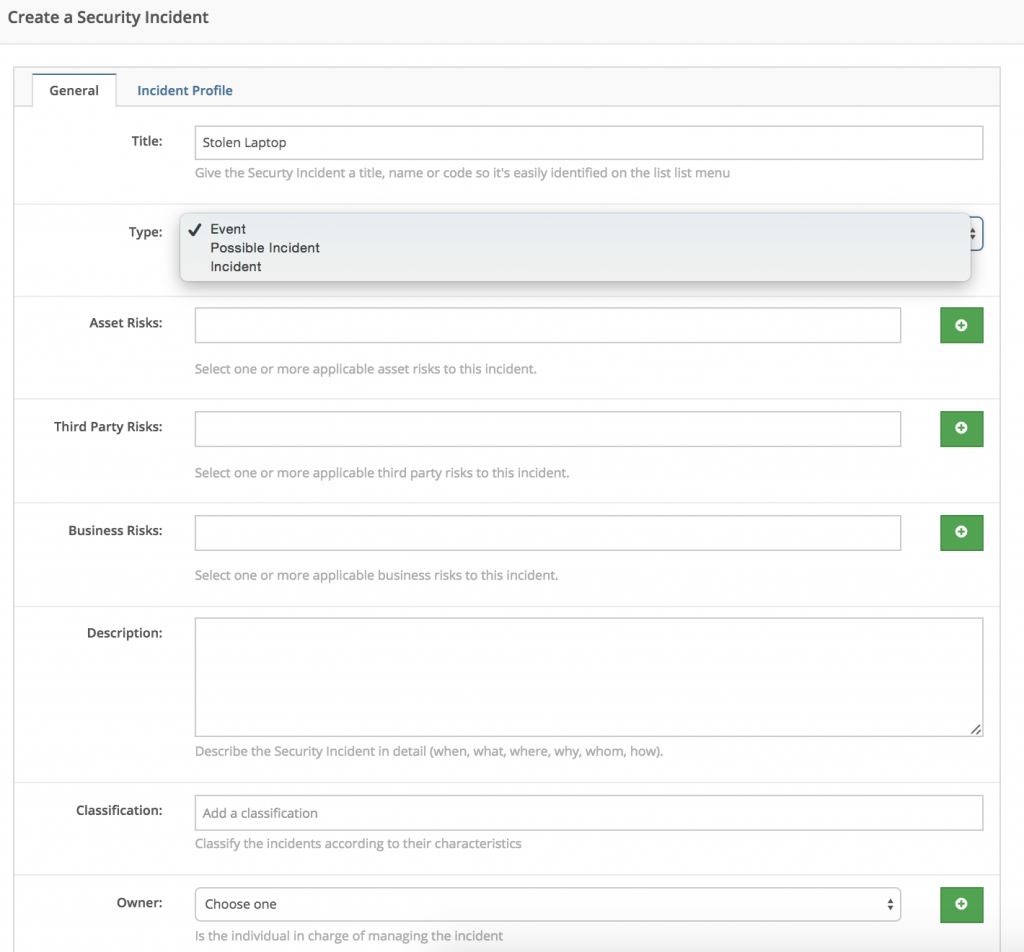 Create a Security Incident
General
Incident Profile
Title:
Stolen Laptop
Give the Securty Incident a title, name or code so it's easily identified on the list list menu
Type:
Event
Possible Incident
Incident
Asset Risks:
Select one or more applicable asset risks to this incident.
Third Party Risks:
Select one or more applicable third party risks to this incident.
Business Risks:
Select one or more applicable business risks to this incident.
Description:
Describe the Security Incident in detail (when, what, where, why, whom, how).
Classification:
Add a classification
Classify the incidents according to their characteristics
Owner:
Choose one
Is the individual in charge of managing the incident